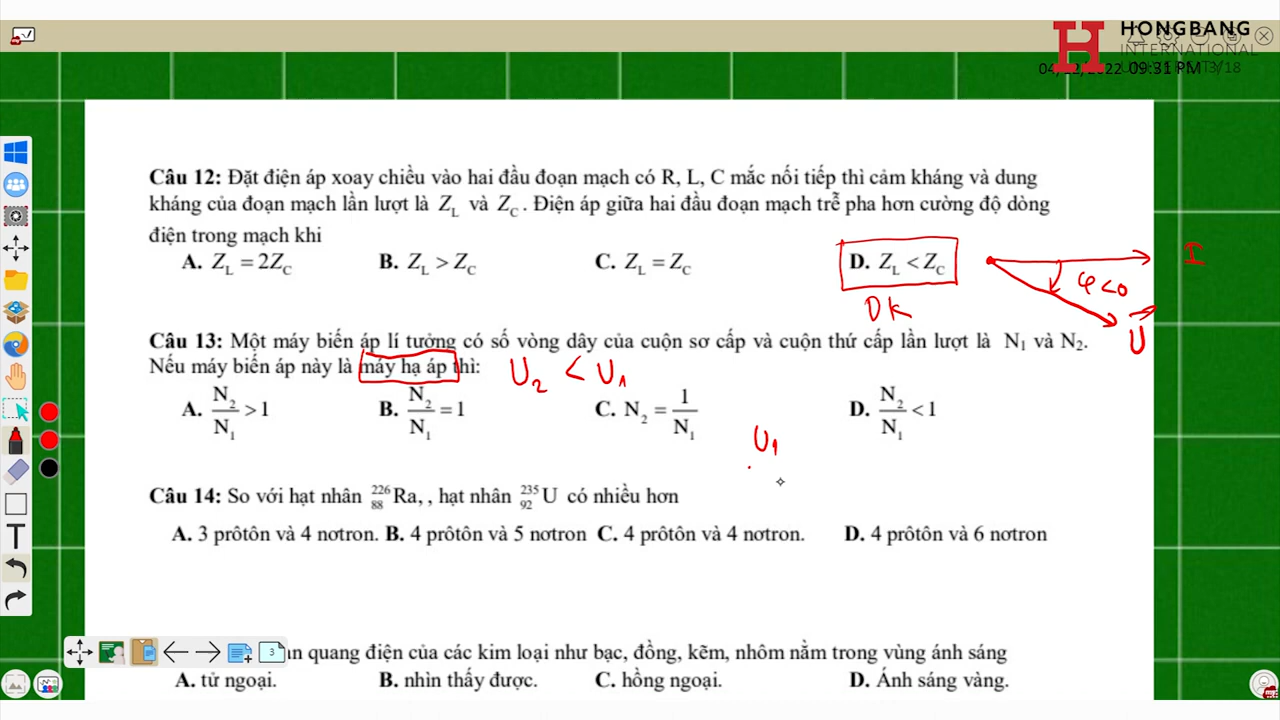 HONGBANG
INTERNATIONAL
04/12/2022 09:31 PM 3/18
Câu 12: Đặt điện áp xoay chiều vào hai đầu đoạn mạch có R, L, C mắc nối tiếp thì cảm kháng và dung
kháng của đoạn mạch lần lượt là Z_L và Z_C. Điện áp giữa hai đầu đoạn mạch trễ pha hơn cường độ dòng
điện trong mạch khi
A. Z_L = 2Z_C B. Z_L > Z_C C. Z_L = Z_C D. Z_L < Z_C
I
φ<0
U
OK
Câu 13: Một máy biến áp lí tưởng có số vòng dây của cuộn sơ cấp và cuộn thứ cấp lần lượt là N₁ và N₂.
Nếu máy biến áp này là máy hạ áp thì: U₂ < U₁
A. N₂/N₁ > 1 B. N₂/N₁ = 1 C. N₂ = 1/N₁ D. N₂/N₁ < 1
U₁
Câu 14: So với hạt nhân ²²⁶₈₈Ra, , hạt nhân ²³⁵₉₂U có nhiều hơn
A. 3 prôtôn và 4 nơtron. B. 4 prôtôn và 5 nơtron C. 4 prôtôn và 4 nơtron. D. 4 prôtôn và 6 nơtron
quang điện của các kim loại như bạc, đồng, kẽm, nhôm nằm trong vùng ánh sáng
A. tử ngoại. B. nhìn thấy được. C. hồng ngoại. D. Ánh sáng vàng.
T
3